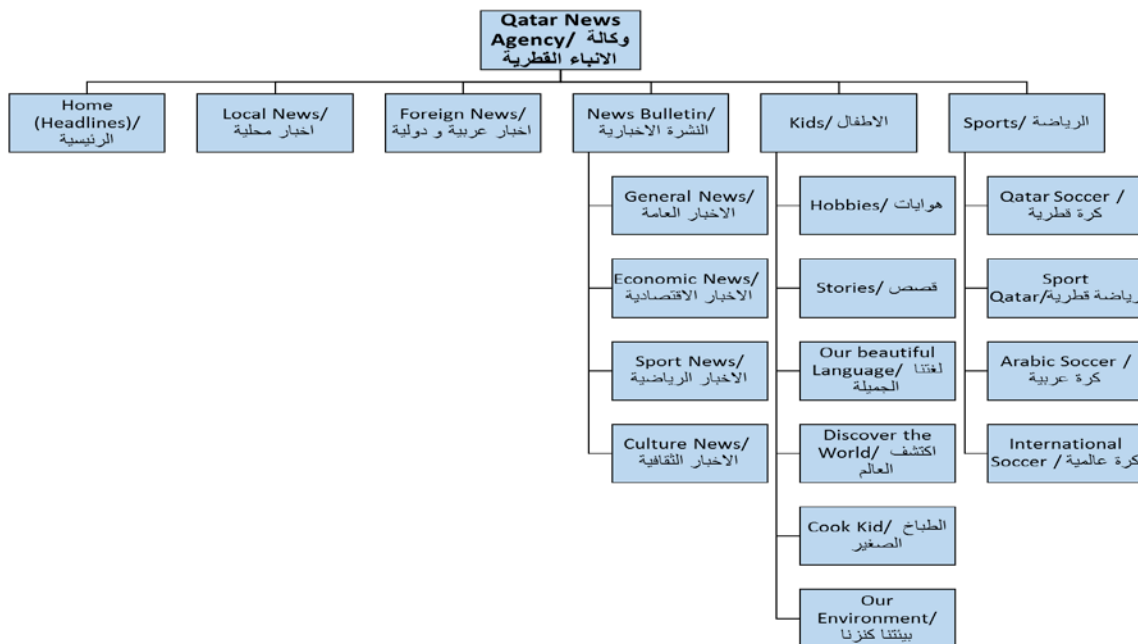 Qatar News
Agency/ وكالة
الانباء القطرية
Home
(Headlines)/
الرئيسية
Local News/
اخبار محلية
Foreign News/
اخبار عربية و دولية
News Bulletin/
النشرة الاخبارية
Kids/ الاطفال
Sports/ الرياضة
General News/
الاخبار العامة
Economic News/
الاخبار الاقتصادية
Sport News/
الاخبار الرياضية
Culture News/
الاخبار الثقافية
Hobbies/ هوايات
Stories/ قصص
Our beautiful
Language/ لغتنا
الجميلة
Discover the
World/ اكتشف
العالم
Cook Kid/ الطباخ
الصغير
Our
Environment/
بيئتنا كنزنا
Qatar Soccer /
كرة قطرية
Sport
Qatar/رياضة قطرية
Arabic Soccer /
كرة عربية
International
Soccer / كرة عالمية